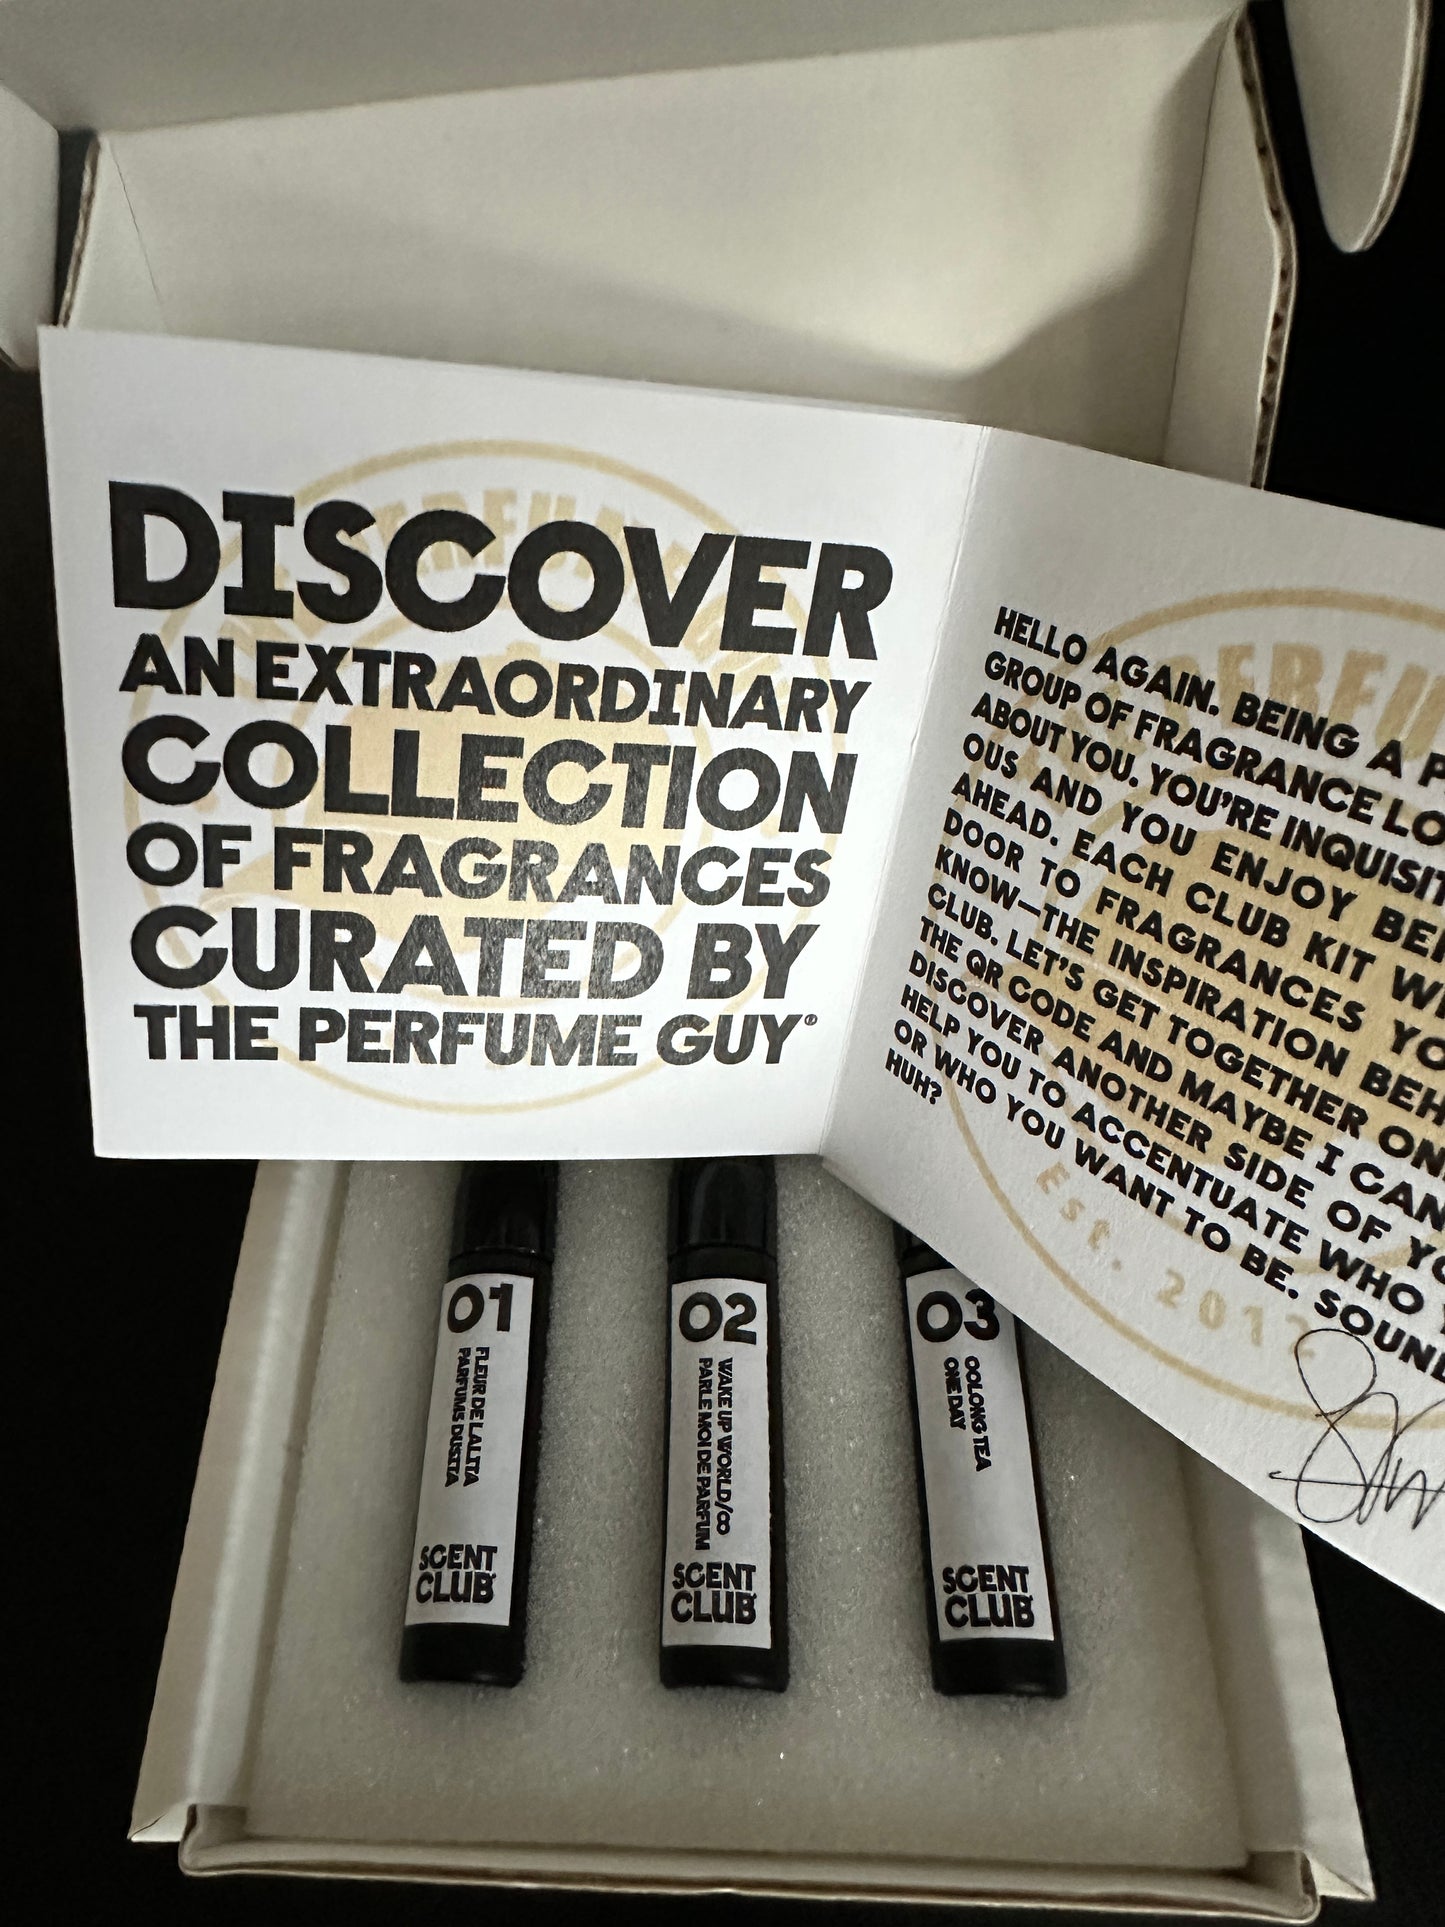 DISCOVER
AN EXTRAORDINARY
COLLECTION
OF FRAGRANCES
CURATED BY
THE PERFUME GUY®
HELLO AGAIN. BEING A
GROUP OF FRAGRANCE
ABOUT YOU. YOU'RE
OUS AND YOU ENJOY
AHEAD. EACH CLUB KIT
DOOR TO FRAGRANCES
KNOW—THE INSPIRATION
CLUB. LET'S GET TOGETHER
THE QR CODE AND MAYBE I CAN
DISCOVER ANOTHER SIDE OF
HELP YOU TO ACCENTUATE WHO
OR WHO YOU WANT TO BE.
HUH?
Est. 2012
01
FLEUR DE LALITA
PARFUMS DUSITA
SCENT
CLUB
02
WAKE UP WORLD/∞
PARLE MOI DE PARFUM
SCENT
CLUB
03
OOLONG TEA
ONE DAY
SCENT
CLUB